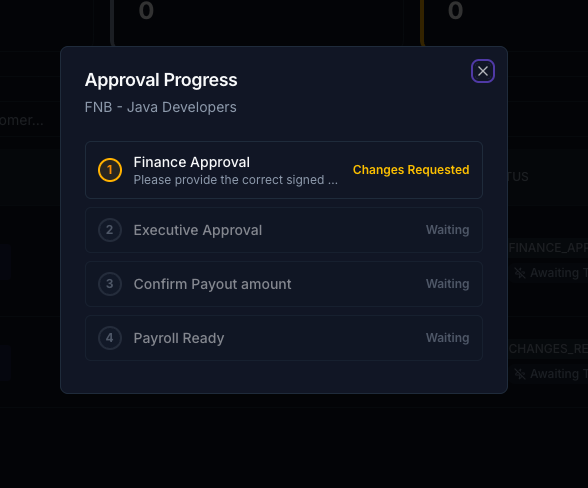 0
0
Approval Progress
FNB - Java Developers
omer...
1
Finance Approval
Please provide the correct signed ...
Changes Requested
TUS
2
Executive Approval
Waiting
FINANCE_APP
Awaiting T
3
Confirm Payout amount
Waiting
4
Payroll Ready
Waiting
CHANGES_RE
Awaiting T